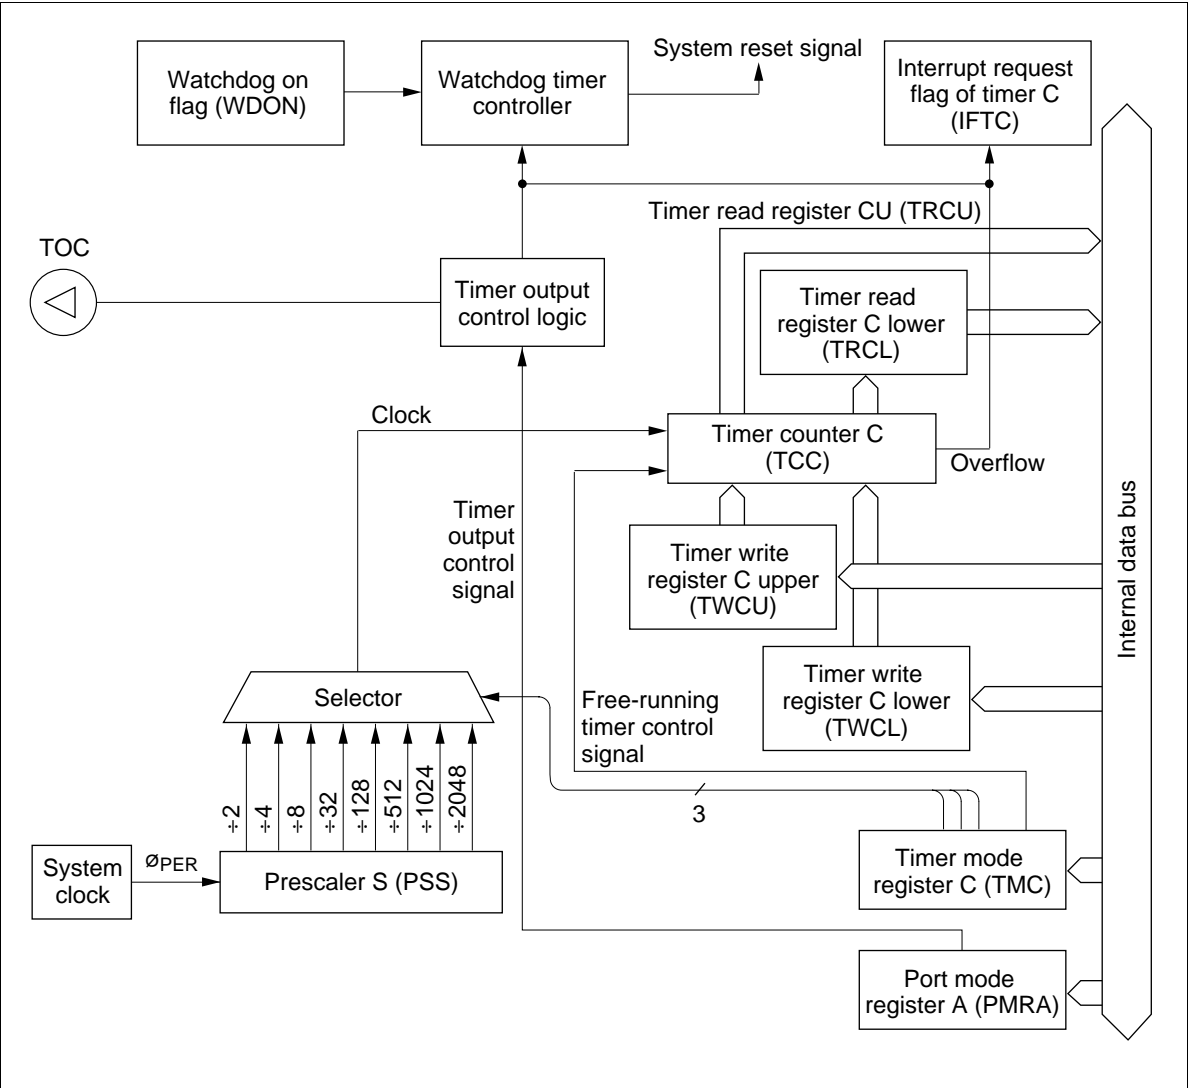 System reset signal
Watchdog on
flag (WDON)
Watchdog timer
controller
Interrupt request
flag of timer C
(IFTC)
Timer read register CU (TRCU)
TOC
Timer output
control logic
Timer read
register C lower
(TRCL)
Clock
Timer counter C
(TCC)
Overflow
Timer
output
control
signal
Timer write
register C upper
(TWCU)
Internal data bus
Timer write
register C lower
(TWCL)
Selector
Free-running
timer control
signal
÷2
÷4
÷8
÷32
÷128
÷512
÷1024
÷2048
3
System
clock
øPER
Prescaler S (PSS)
Timer mode
register C (TMC)
Port mode
register A (PMRA)